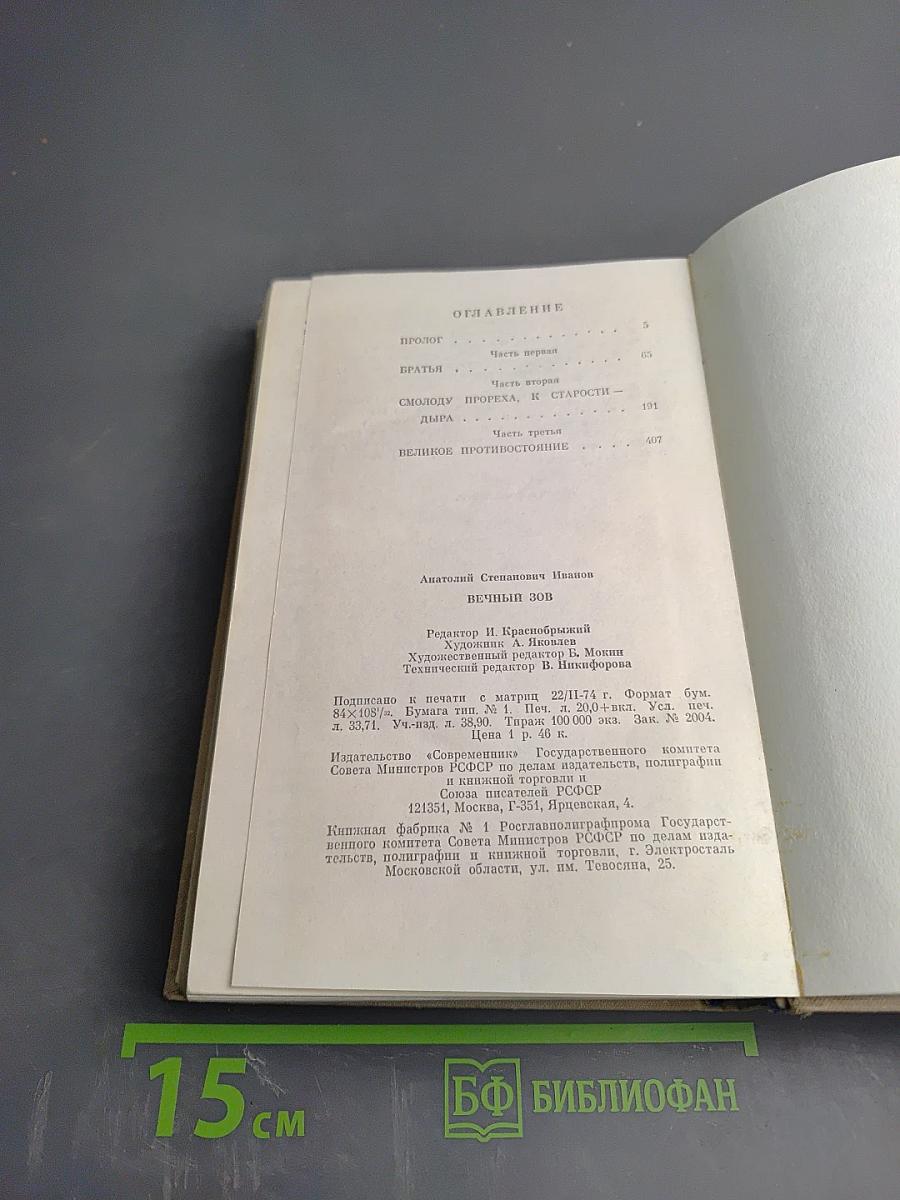 ОГЛАВЛЕНИЕ
ПРОЛОГ . . . . . . . . . . . . . 5
Часть первая
БРАТЬЯ . . . . . . . . . . . . . 65
Часть вторая
СМОЛОДУ ПРОРЕХА, К СТАРОСТИ —
ДЫРА . . . . . . . . . . . . . 191
Часть третья
ВЕЛИКОЕ ПРОТИВОСТОЯНИЕ . . . . 407
Анатолий Степанович Иванов
ВЕЧНЫЙ ЗОВ
Редактор И. Краснобрыжий
Художник А. Яковлев
Художественный редактор Б. Мокин
Технический редактор В. Никифорова
Подписано к печати с матриц 22/II-74 г. Формат бум.
84×108¹/₃₂. Бумага тип. № 1. Печ. л. 20,0+вкл. Усл. печ.
л. 33,71. Уч.-изд. л. 38,90. Тираж 100 000 экз. Зак. № 2004.
Цена 1 р. 46 к.
Издательство «Современник» Государственного комитета
Совета Министров РСФСР по делам издательств, полиграфии
и книжной торговли и
Союза писателей РСФСР
121351, Москва, Г-351, Ярцевская, 4.
Книжная фабрика № 1 Росглавполиграфпрома Государст-
венного комитета Совета Министров РСФСР по делам изда-
тельств, полиграфии и книжной торговли, г. Электросталь
Московской области, ул. им. Тевосяна, 25.
15 см
БФ БИБЛИОФАН